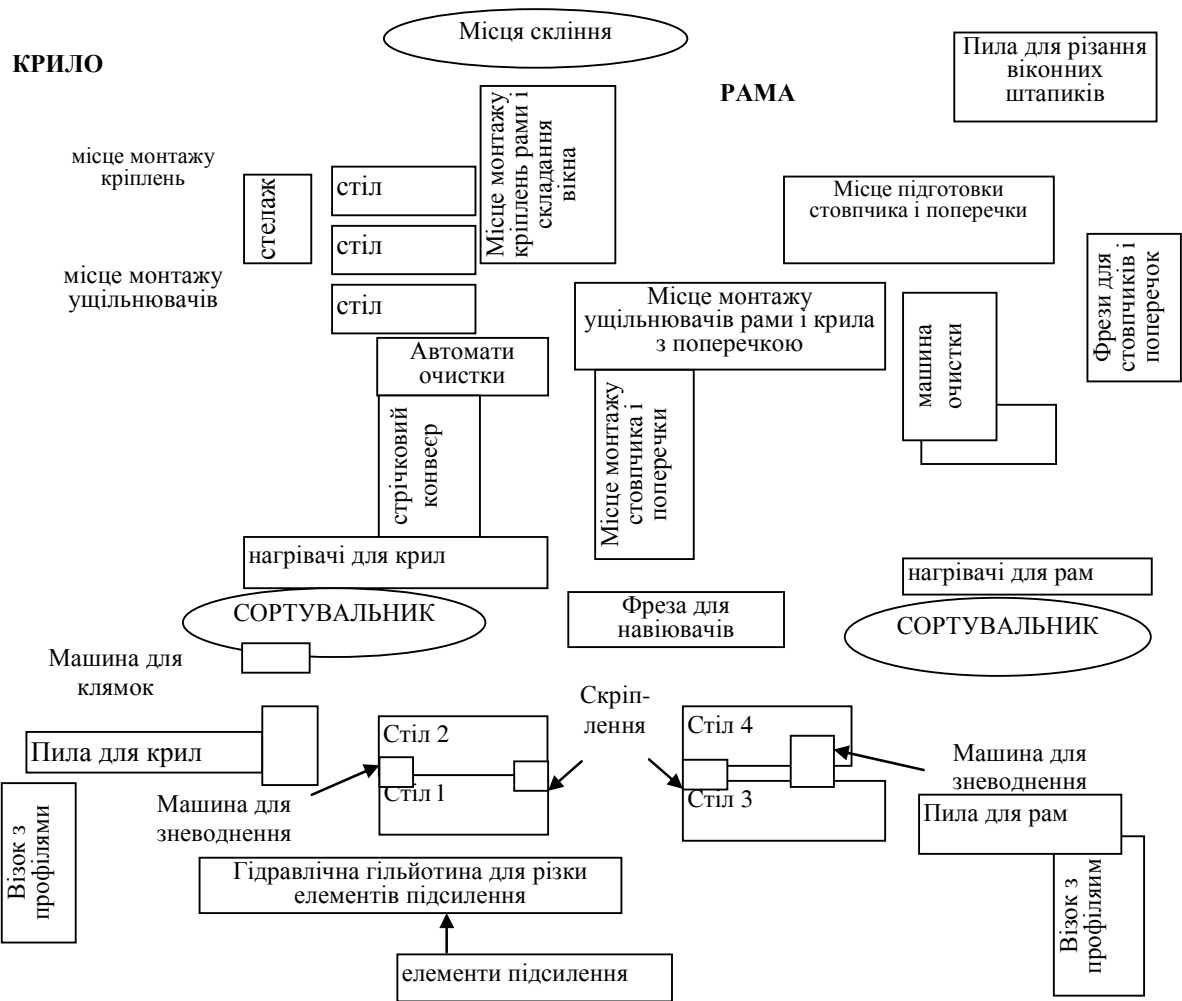 Місця скління
КРИЛО
Пила для різання
віконних
штапиків
РАМА
Місце монтажу
кріплень рами і
складання
вікна
місце монтажу
кріплень
стелаж
стіл
стіл
стіл
місце монтажу
ущільнювачів
Місце підготовки
стовпчика і поперечки
Фрези для
стовпчиків і
поперечок
Місце монтажу
ущільнювачів рами і крила
з поперечкою
машина
очистки
Автомати
очистки
стрічковий
конвеєр
Місце монтажу
стовпчика і
поперечки
нагрівачі для крил
нагрівачі для рам
СОРТУВАЛЬНИК
Фреза для
навіювачів
СОРТУВАЛЬНИК
Машина для
клямок
Скріп-
лення
Пила для крил
Стіл 2
Стіл 1
Стіл 4
Стіл 3
Машина для
зневоднення
Машина для
зневоднення
Візок з
профілями
Пила для рам
Візок з
профіляим
Гідравлічна гільйотина для різки
елементів підсилення
елементи підсилення